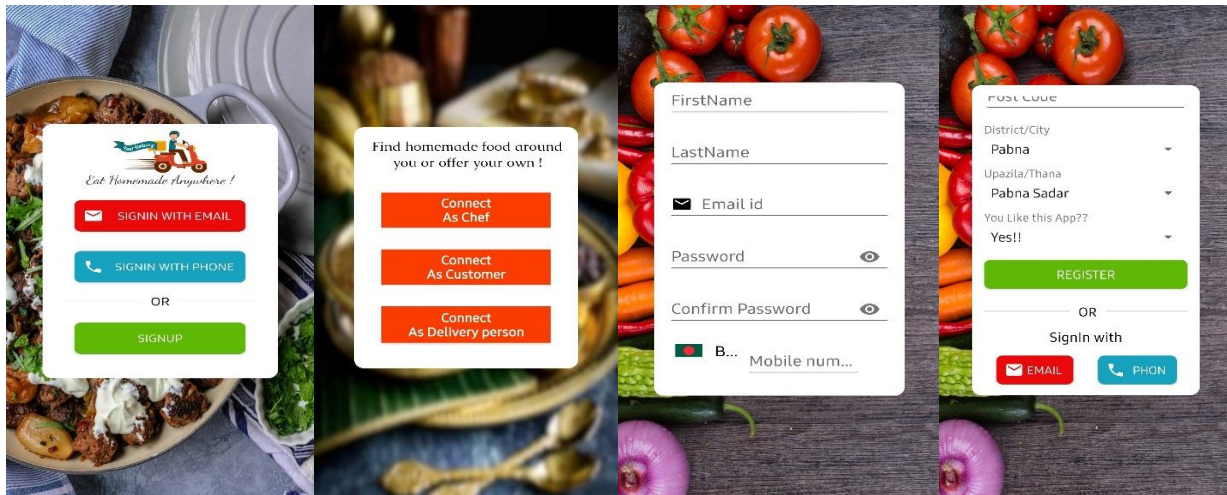 Eat Homemade Anywhere !
SIGNIN WITH EMAIL
SIGNIN WITH PHONE
OR
SIGNUP
Find homemade food around
you or offer your own !
Connect
As Chef
Connect
As Customer
Connect
As Delivery person
FirstName
LastName
Email id
Password
Confirm Password
B...
Mobile num...
Post Code
District/City
Pabna
Upazila/Thana
Pabna Sadar
You Like this App??
Yes!!
REGISTER
OR
SignIn with
EMAIL
PHON